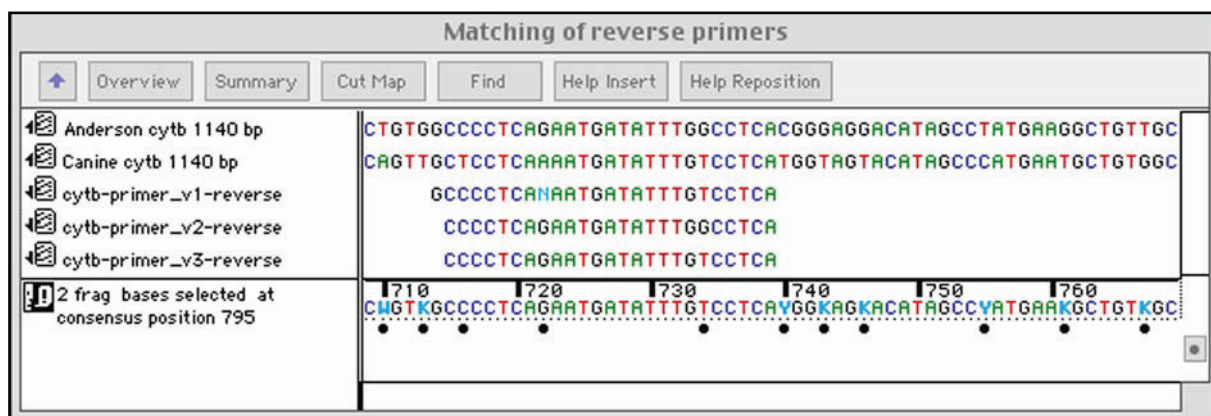 Matching of reverse primers
Overview Summary Cut Map Find Help Insert Help Reposition
Anderson cytb 1140 bp CTGTGGCCCCTCAGAATGATATTTGGCCTCACGGGAGGACATAGCCTATGAAGGCTGTTGC
Canine cytb 1140 bp CAGTTGCTCCTCAAAATGATATTTGTCCTCATGGTAGTACATAGCCCATGAATGCTGTGGC
cytb-primer_v1-reverse GCCCCTCANAATGATATTTGTCCTCA
cytb-primer_v2-reverse CCCCTCAGAATGATATTTGGCCTCA
cytb-primer_v3-reverse CCCCTCAGAATGATATTTGTCCTCA
710 720 730 740 750 760
2 frag bases selected at CWGTKGCCCCTCAGAATGATATTTGTCCTCAYGGKAGKACATAGCCYATGAAKGCTGTKGC
consensus position 795